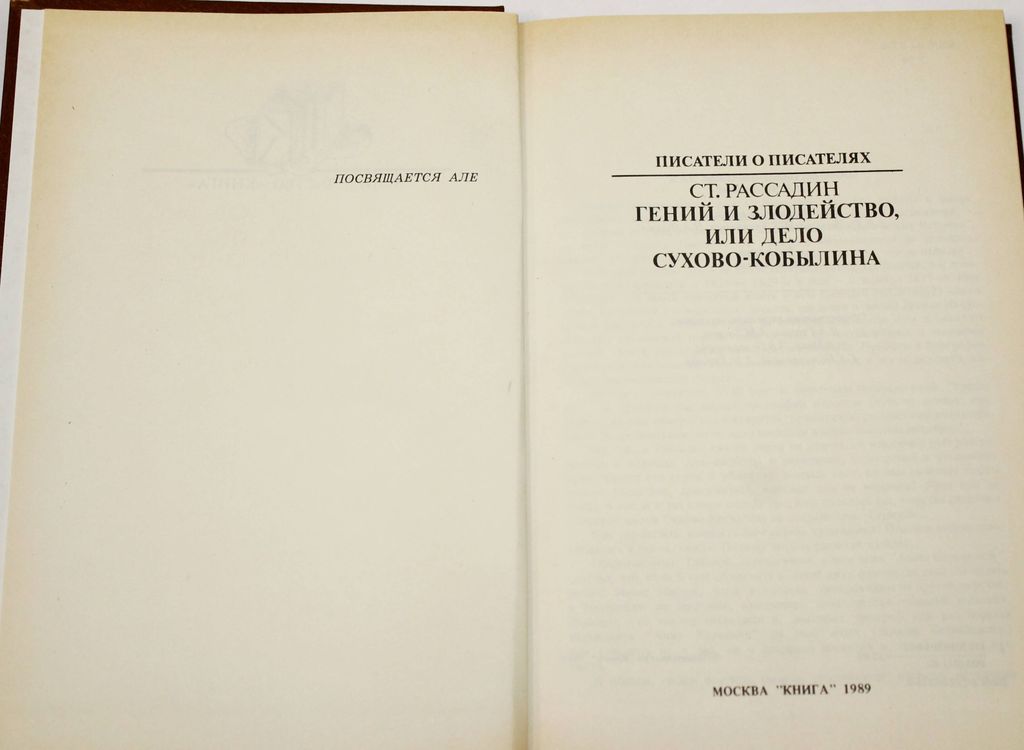 ПОСВЯЩАЕТСЯ АЛЕ
ПИСАТЕЛИ О ПИСАТЕЛЯХ
СТ. РАССАДИН
ГЕНИЙ И ЗЛОДЕЙСТВО,
ИЛИ ДЕЛО
СУХОВО-КОБЫЛИНА
МОСКВА "КНИГА" 1989